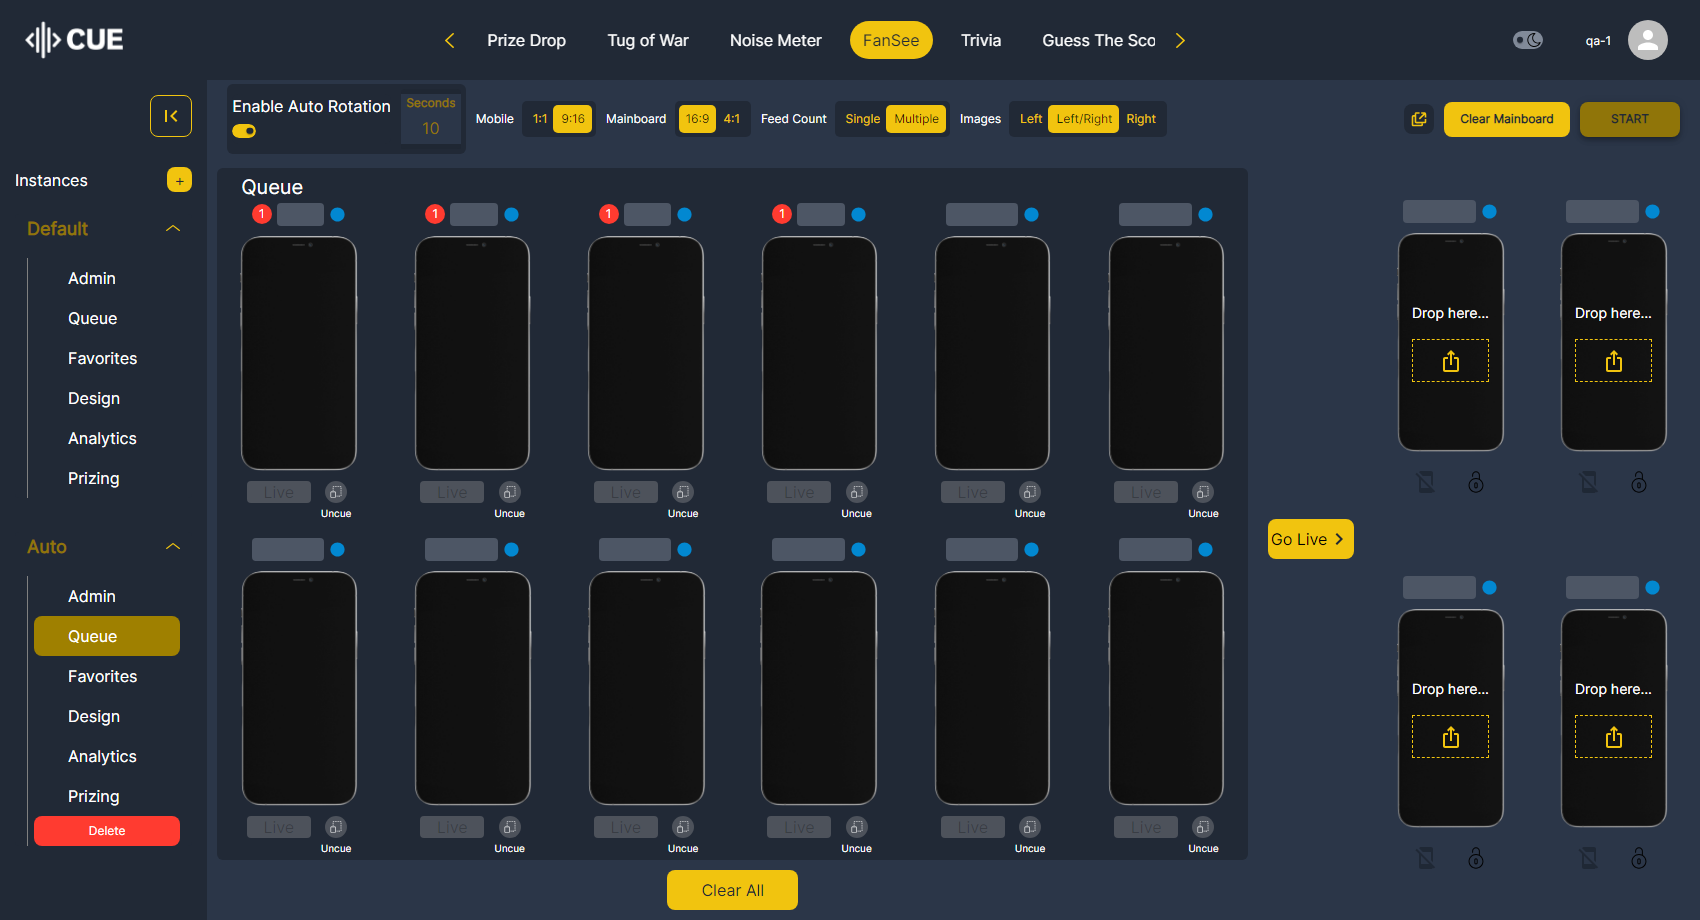 CUE
Prize Drop Tug of War Noise Meter FanSee Trivia Guess The Sco
qa-1
Enable Auto Rotation Seconds 10
Mobile 1:1 9:16 Mainboard 16:9 4:1 Feed Count Single Multiple Images Left Left/Right Right
Clear Mainboard START
Instances +
Default
Admin
Queue
Favorites
Design
Analytics
Prizing
Auto
Admin
Queue
Favorites
Design
Analytics
Prizing
Delete
Queue
1 1 1 1
Live Live Live Live Live Live
Uncue Uncue Uncue Uncue Uncue Uncue
Live Live Live Live Live Live
Uncue Uncue Uncue Uncue Uncue Uncue
Clear All
Go Live
Drop here... Drop here...
Drop here... Drop here...